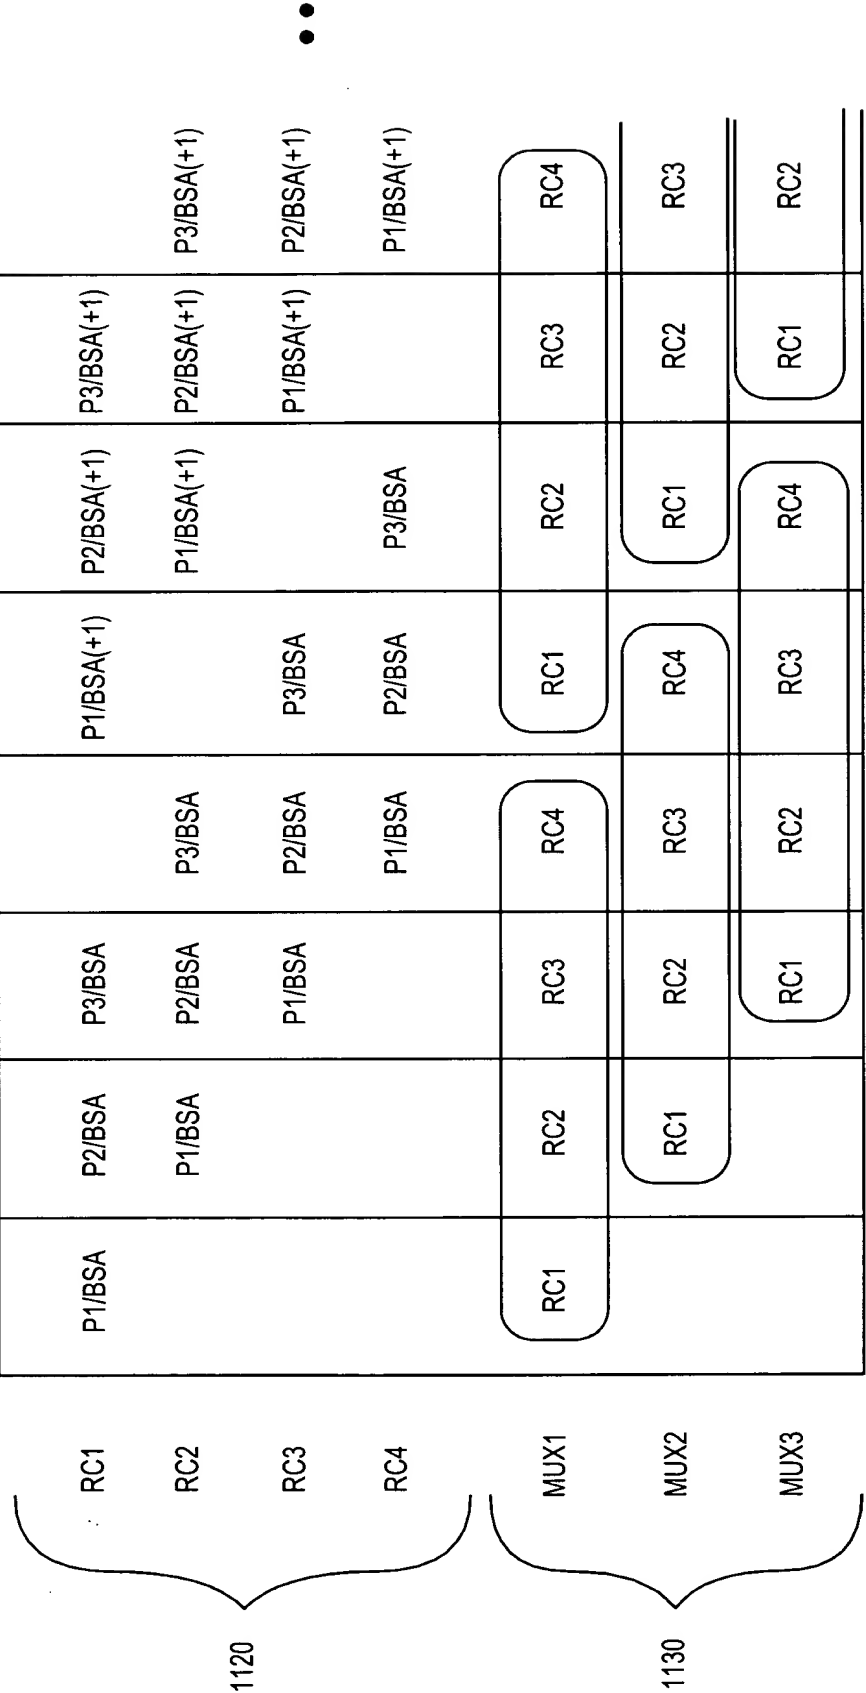 RC1 P1/BSA P2/BSA P3/BSA P1/BSA(+1) P2/BSA(+1) P3/BSA(+1)
RC2 P1/BSA P2/BSA P3/BSA P1/BSA(+1) P2/BSA(+1) P3/BSA(+1)
1120
RC3 P1/BSA P2/BSA P3/BSA P1/BSA(+1) P2/BSA(+1)
RC4 P1/BSA P2/BSA P3/BSA P1/BSA(+1)
MUX1 RC1 RC2 RC3 RC4 RC1 RC2 RC3 RC4
1130
MUX2 RC1 RC2 RC3 RC4 RC1 RC2 RC3
MUX3 RC1 RC2 RC3 RC4 RC1 RC2